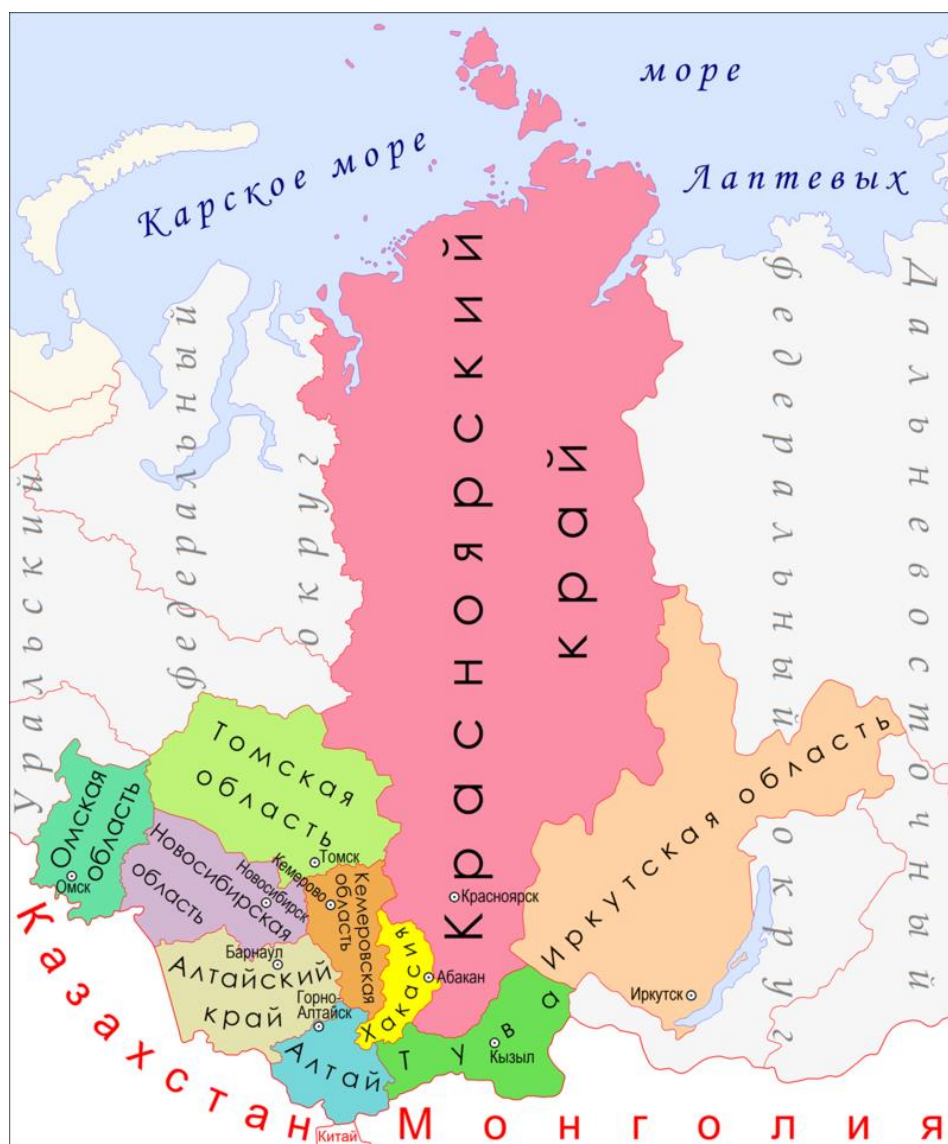 море
Карское море
Лаптевых
Красноярский
край
Уральский
федеральный
округ
Дальневосточный
федеральный
округ
Томская
область
Томск
Омская
область
Омск
Новосибирская
область
Новосибирск
Кемерово
Кемеровская
область
Красноярск
Иркутская область
Иркутск
Барнаул
Алтайский
край
Горно-
Алтайск
Алтай
Хакасия
Абакан
Тува
Кызыл
Казахстан
Китай
Монголия